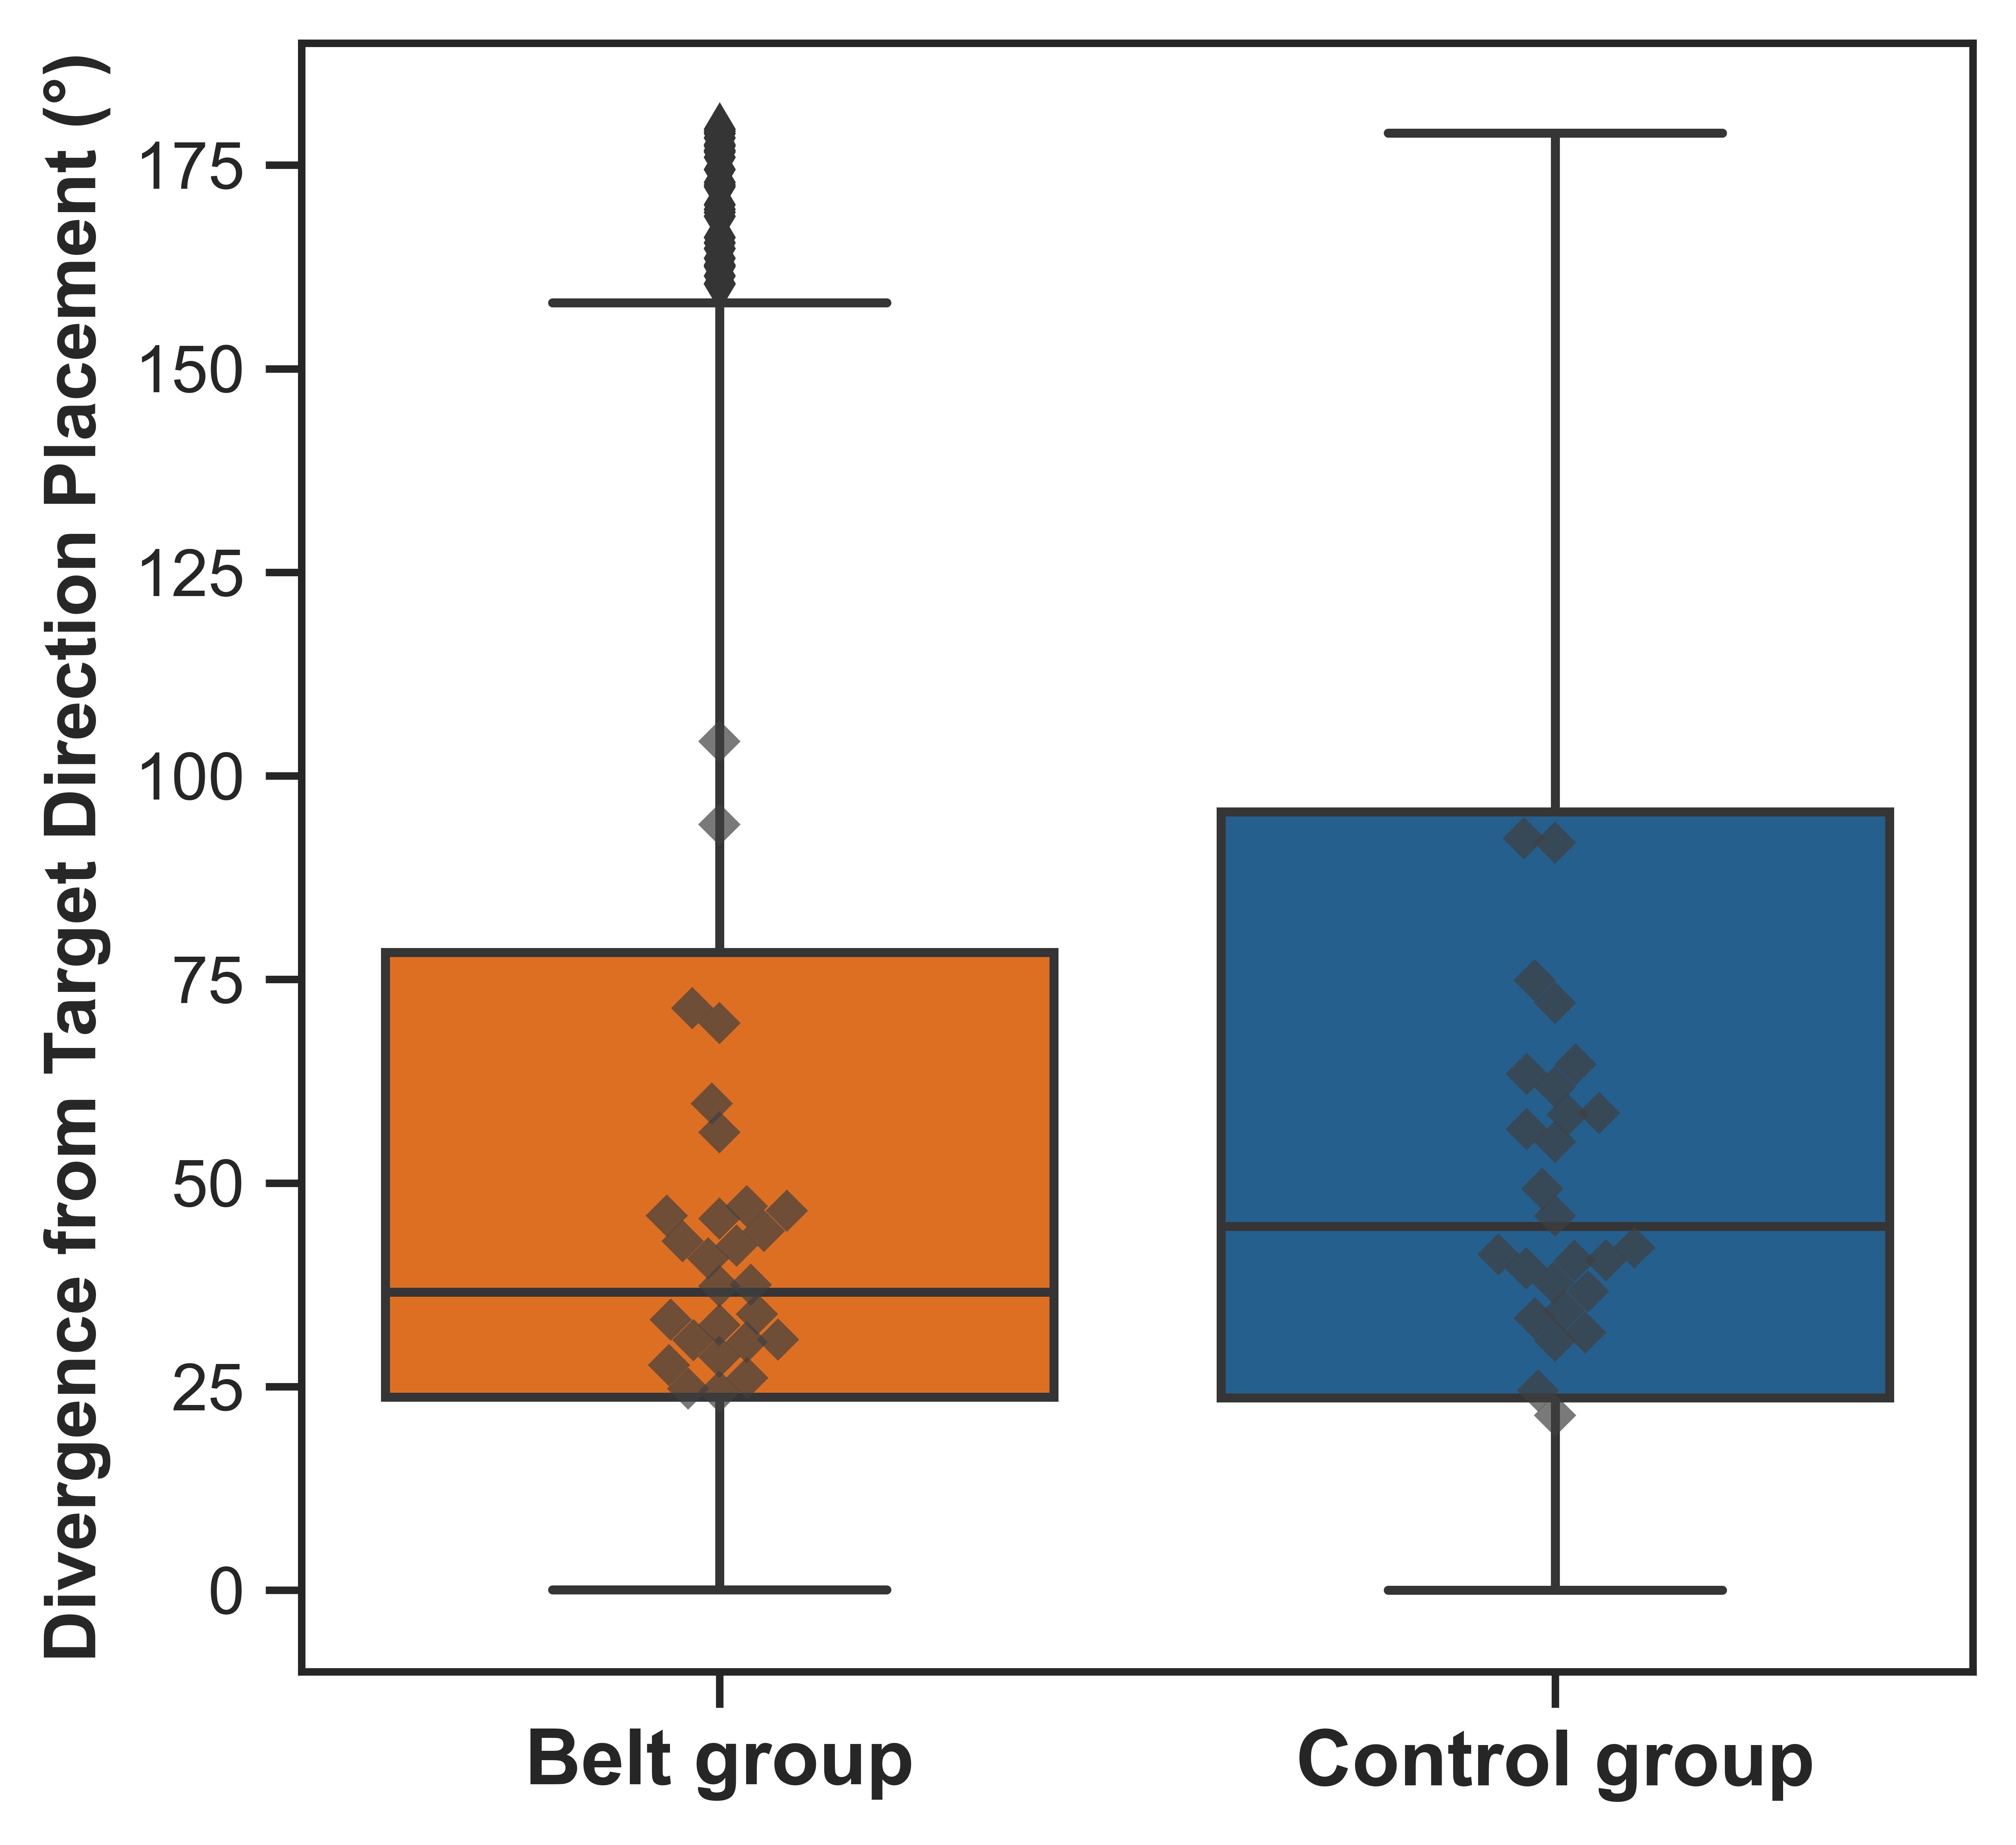 Divergence from Target Direction Placement (°)
175
150
125
100
75
50
25
0
Belt group
Control group